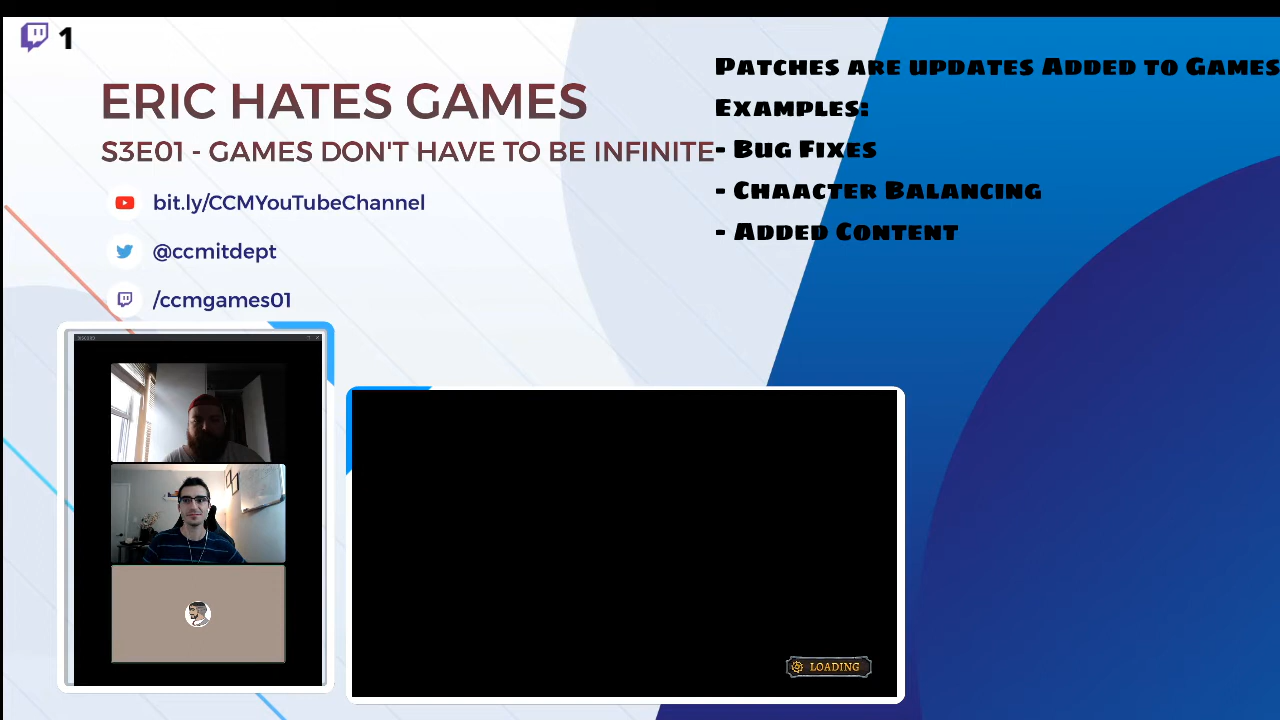 1
ERIC HATES GAMES
S3E01 - GAMES DON'T HAVE TO BE INFINITE
bit.ly/CCMYouTubeChannel
@ccmitdept
/ccmgames01
PATCHES ARE UPDATES ADDED TO GAMES
EXAMPLES:
- BUG FIXES
- CHAACTER BALANCING
- ADDED CONTENT
LOADING